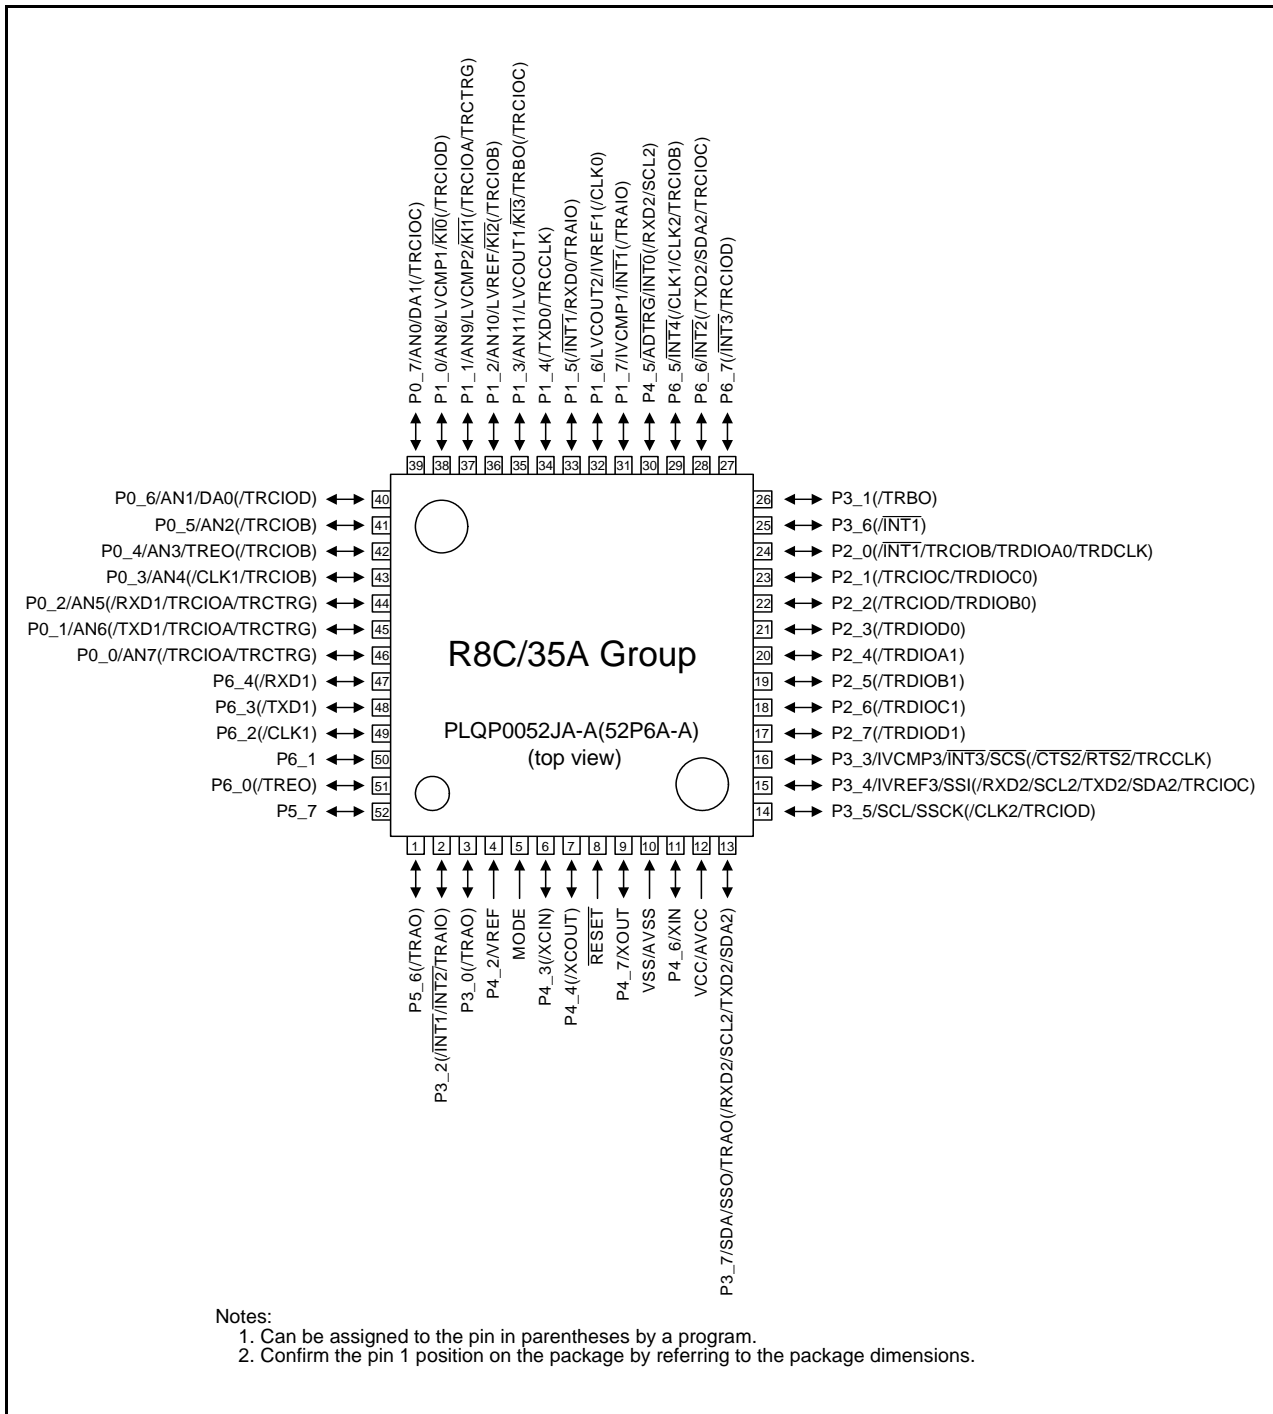 P0_7/AN0/DA1(/TRCIOC)
P1_0/AN8/LVCMP1/KI0(/TRCIOD)
P1_1/AN9/LVCMP2/KI1(/TRCIOA/TRCTRG)
P1_2/AN10/LVREF/KI2(/TRCIOB)
P1_3/AN11/LVCOUT1/KI3/TRBO(/TRCIOC)
P1_4(/TXD0/TRCCLK)
P1_5(/INT1/RXD0/TRAIO)
P1_6/LVCOUT2/IVREF1(/CLK0)
P1_7/IVCMP1/INT1(/TRAIO)
P4_5/ADTRG/INT0(/RXD2/SCL2)
P6_5/INT4(/CLK1/CLK2/TRCIOB)
P6_6/INT2(/TXD2/SDA2/TRCIOC)
P6_7(/INT3/TRCIOD)
39 38 37 36 35 34 33 32 31 30 29 28 27
P0_6/AN1/DA0(/TRCIOD) 40
P0_5/AN2(/TRCIOB) 41
P0_4/AN3/TREO(/TRCIOB) 42
P0_3/AN4(/CLK1/TRCIOB) 43
P0_2/AN5(/RXD1/TRCIOA/TRCTRG) 44
P0_1/AN6(/TXD1/TRCIOA/TRCTRG) 45
P0_0/AN7(/TRCIOA/TRCTRG) 46
P6_4(/RXD1) 47
P6_3(/TXD1) 48
P6_2(/CLK1) 49
P6_1 50
P6_0(/TREO) 51
P5_7 52
R8C/35A Group
PLQP0052JA-A(52P6A-A)
(top view)
26 P3_1(/TRBO)
25 P3_6(/INT1)
24 P2_0(/INT1/TRCIOB/TRDIOA0/TRDCLK)
23 P2_1(/TRCIOC/TRDIOC0)
22 P2_2(/TRCIOD/TRDIOB0)
21 P2_3(/TRDIOD0)
20 P2_4(/TRDIOA1)
19 P2_5(/TRDIOB1)
18 P2_6(/TRDIOC1)
17 P2_7(/TRDIOD1)
16 P3_3/IVCMP3/INT3/SCS(/CTS2/RTS2/TRCCLK)
15 P3_4/IVREF3/SSI(/RXD2/SCL2/TXD2/SDA2/TRCIOC)
14 P3_5/SCL/SSCK(/CLK2/TRCIOD)
1 2 3 4 5 6 7 8 9 10 11 12 13
P5_6(/TRAO)
P3_2(/INT1/INT2/TRAIO)
P3_0(/TRAO)
P4_2/VREF
MODE
P4_3(/XCIN)
P4_4(/XCOUT)
RESET
P4_7/XOUT
VSS/AVSS
P4_6/XIN
VCC/AVCC
P3_7/SDA/SSO/TRAO(/RXD2/SCL2/TXD2/SDA2)
Notes:
1. Can be assigned to the pin in parentheses by a program.
2. Confirm the pin 1 position on the package by referring to the package dimensions.